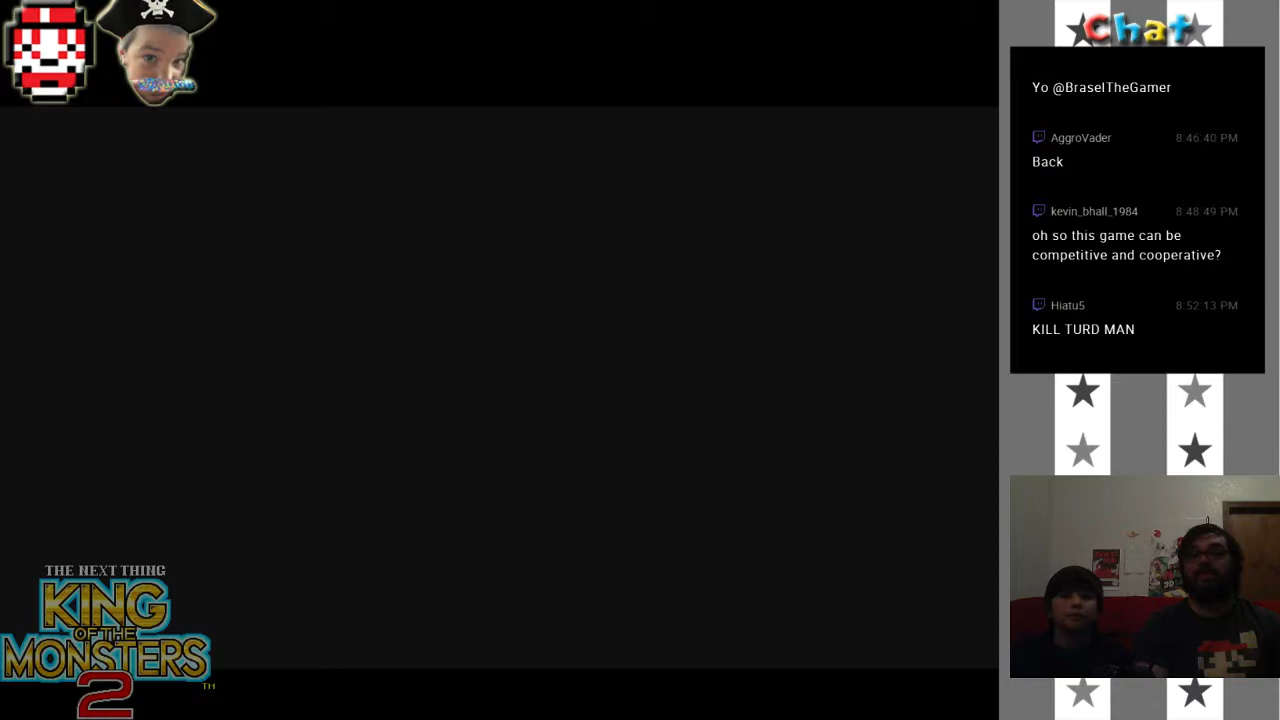 Chat
Yo @BraselTheGamer
AggroVader 8:46:40 PM
Back
kevin_bhall_1984 8:48:49 PM
oh so this game can be
competitive and cooperative?
Hiatu5 8:52:13 PM
KILL TURD MAN
THE NEXT THING
KING
OF THE
MONSTERS
2 TM